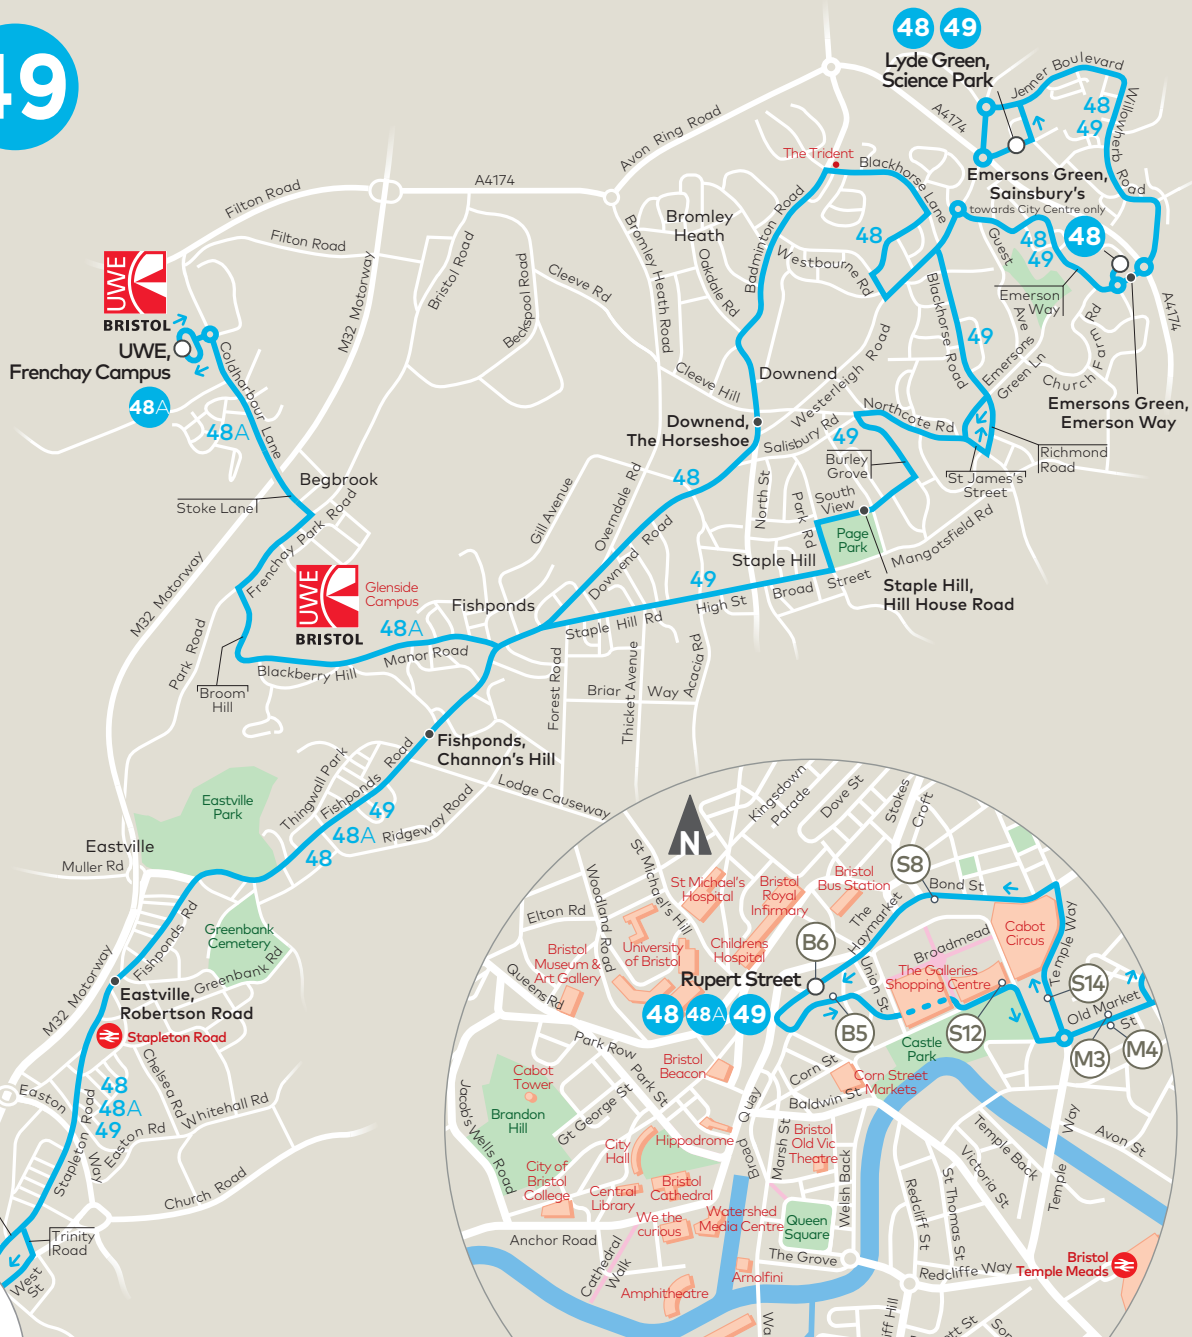 49
48 49
Lyde Green,
Science Park
Jenner Boulevard
A4174
48
49
Willowherb Road
Avon Ring Road
The Trident
Blackhorse Lane
Emersons Green,
Sainsbury's
towards City Centre only
48
48
48
49
Guest Ave
Emerson
Way
A4174
A4174
Filton Road
Filton Road
Bristol Road
Beckspool Road
Cleeve Rd
M32 Motorway
Bromley
Heath
Bromley Heath Road
Oakdale Rd
Badminton Road
Westbourne Rd
Blackhorse Road
49
Emersons
Green Ln
Church Farm Rd
Emersons Green,
Emerson Way
UWE
BRISTOL
UWE,
Frenchay Campus
48A
Coldharbour Lane
48A
Cleeve Hill
Downend
Downend,
The Horseshoe
Westerleigh Road
Salisbury Rd
49
Northcote Rd
Burley
Grove
Richmond
Road
St James's
Street
Begbrook
Stoke Lane
Frenchay Park Road
48
Gill Avenue
Overndale Rd
Downend Road
North St
Park Rd
South
View
Page
Park
Mangotsfield Rd
Staple Hill
49
High St
Broad Street
Staple Hill,
Hill House Road
M32 Motorway
UWE
BRISTOL
Glenside
Campus
48A
Fishponds
Staple Hill Rd
Park Road
Broom
Hill
Blackberry Hill
Manor Road
Forest Road
Briar Way
Thicket Avenue
Acacia Rd
Fishponds,
Channon's Hill
Lodge Causeway
Thingwall Park
Fishponds Road
49
48A
48
Ridgeway Road
Eastville
Park
Eastville
Muller Rd
Fishponds Rd
Greenbank
Cemetery
Greenbank Rd
M32 Motorway
Eastville,
Robertson Road
Stapleton Road
Chelsea Rd
48
48A
49
Whitehall Rd
Easton Way
Easton Rd
Stapleton Road
Church Road
Trinity
Road
West
St
N
Kingsdown
Parade
Dove St
Stokes
Croft
St Michael's Hill
Woodland Road
St Michael's
Hospital
Bristol
Royal
Infirmary
Bristol
Bus Station
S8
Bond St
Elton Rd
The
Haymarket
Cabot
Circus
Temple Way
University
of Bristol
Childrens
Hospital
B6
Broadmead
Bristol
Museum &
Art Gallery
Queens Rd
Rupert Street
48 48A 49
Union St
The Galleries
Shopping Centre
S14
Old Market
St
B5
S12
M3
M4
Castle
Park
Park Row
Park St
Bristol
Beacon
Corn St
Corn Street
Markets
Cabot
Tower
Brandon
Hill
Gt George St
Jacob's Wells Road
Baldwin St
Broad Quay
Marsh St
City
Hall
Hippodrome
Bristol
Old Vic
Theatre
City of
Bristol
College
Central
Library
Bristol
Cathedral
Welsh Back
Temple Back
Avon St
Victoria St
Temple Way
St Thomas St
Redcliff St
We the
curious
Watershed
Media Centre
Queen
Square
Anchor Road
Cathedral
Walk
The Grove
Arnolfini
Amphitheatre
Redcliffe Way
Bristol
Temple Meads